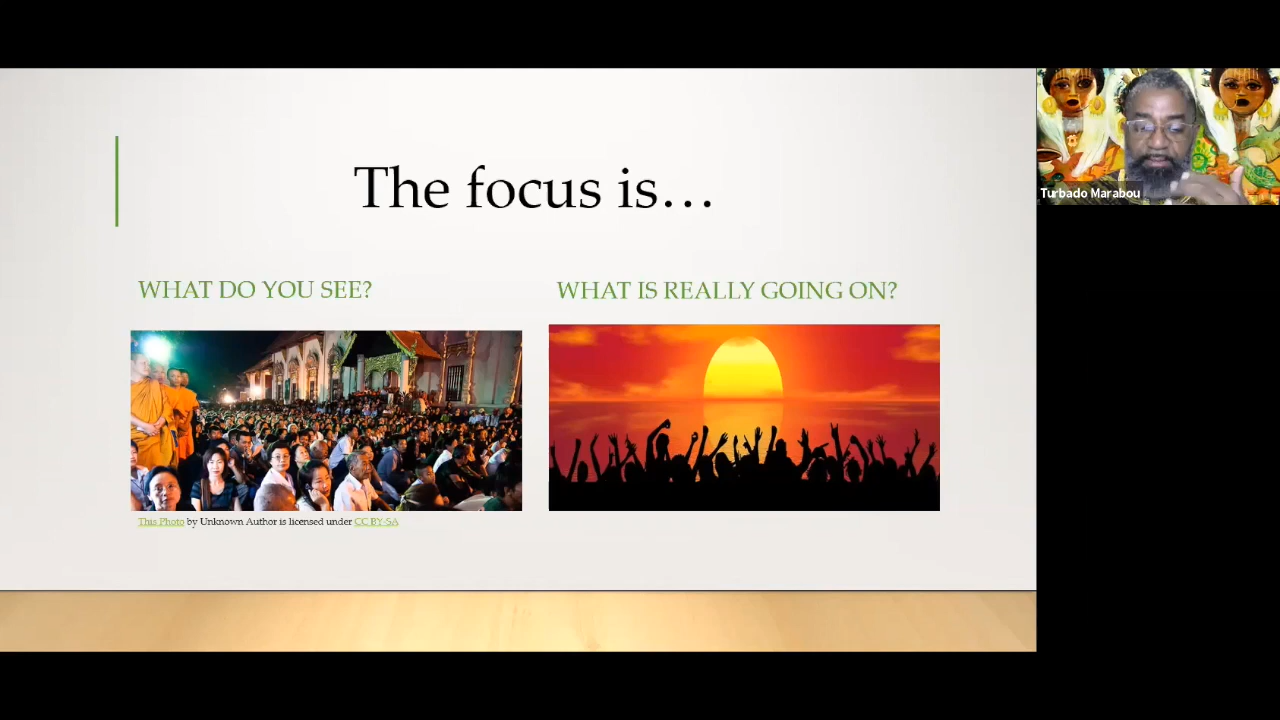 The focus is...
WHAT DO YOU SEE?
WHAT IS REALLY GOING ON?
This Photo by Unknown Author is licensed under CC BY-SA
Turbado Marabou